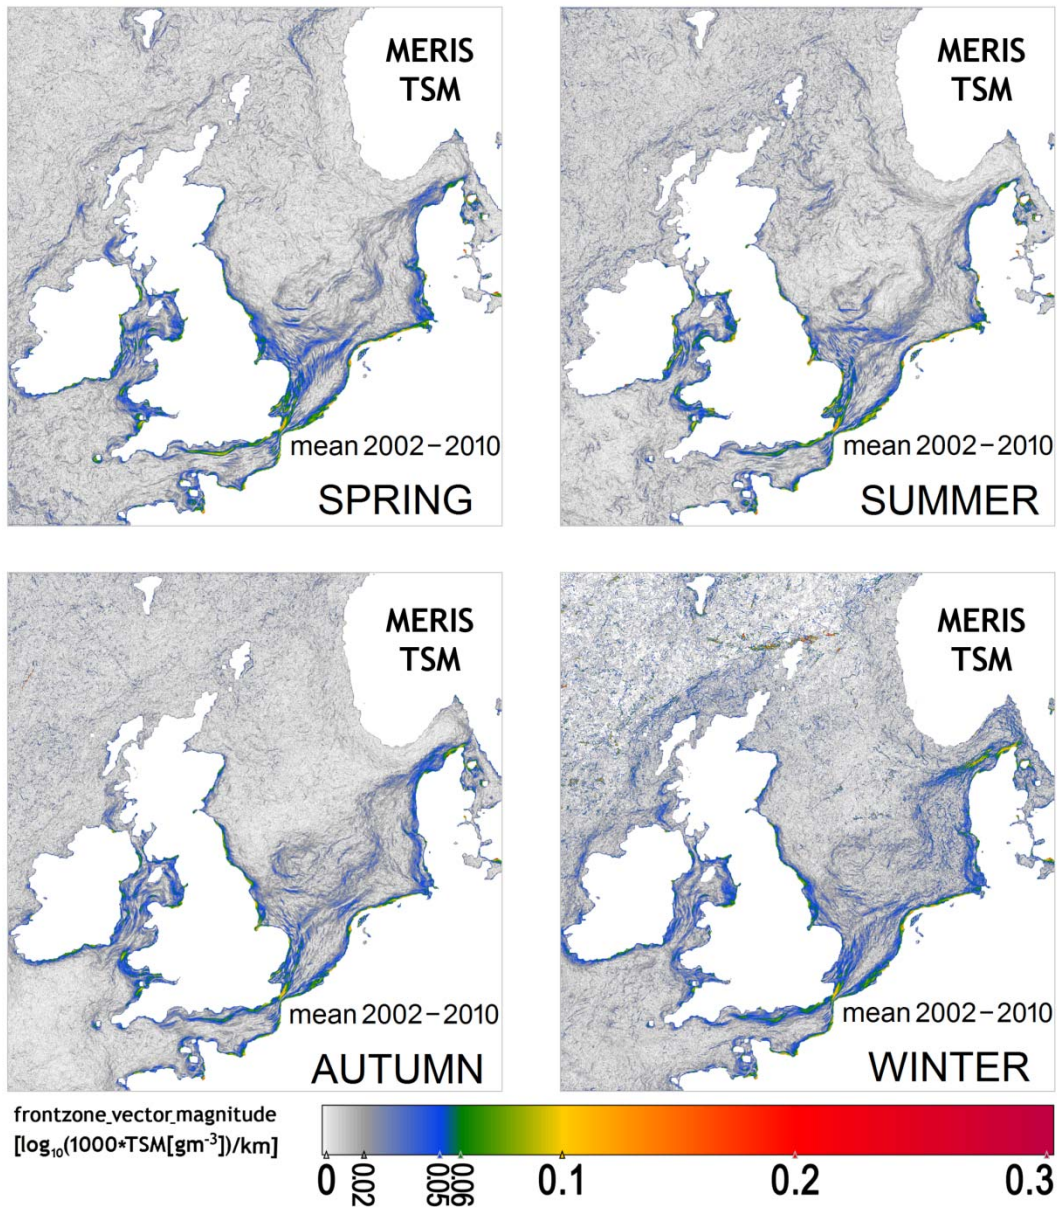 MERIS
TSM
mean 2002–2010
SPRING
MERIS
TSM
mean 2002–2010
SUMMER
MERIS
TSM
mean 2002–2010
AUTUMN
MERIS
TSM
mean 2002–2010
WINTER
frontzone_vector_magnitude
[log₁₀(1000*TSM[gm⁻³])/km]
0 0.02 0.05 0.06 0.1 0.2 0.3